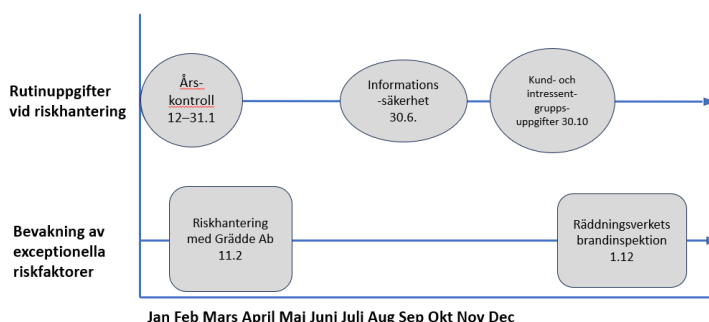 Rutinuppgifter
vid riskhantering
Års-
kontroll
12–31.1
Informations
-säkerhet
30.6.
Kund- och
intressent-
grupps-
uppgifter 30.10
Bevakning av
exceptionella
riskfaktorer
Riskhantering
med Grädde Ab
11.2
Räddningsverkets
brandinspektion
1.12
Jan Feb Mars April Maj Juni Juli Aug Sep Okt Nov Dec